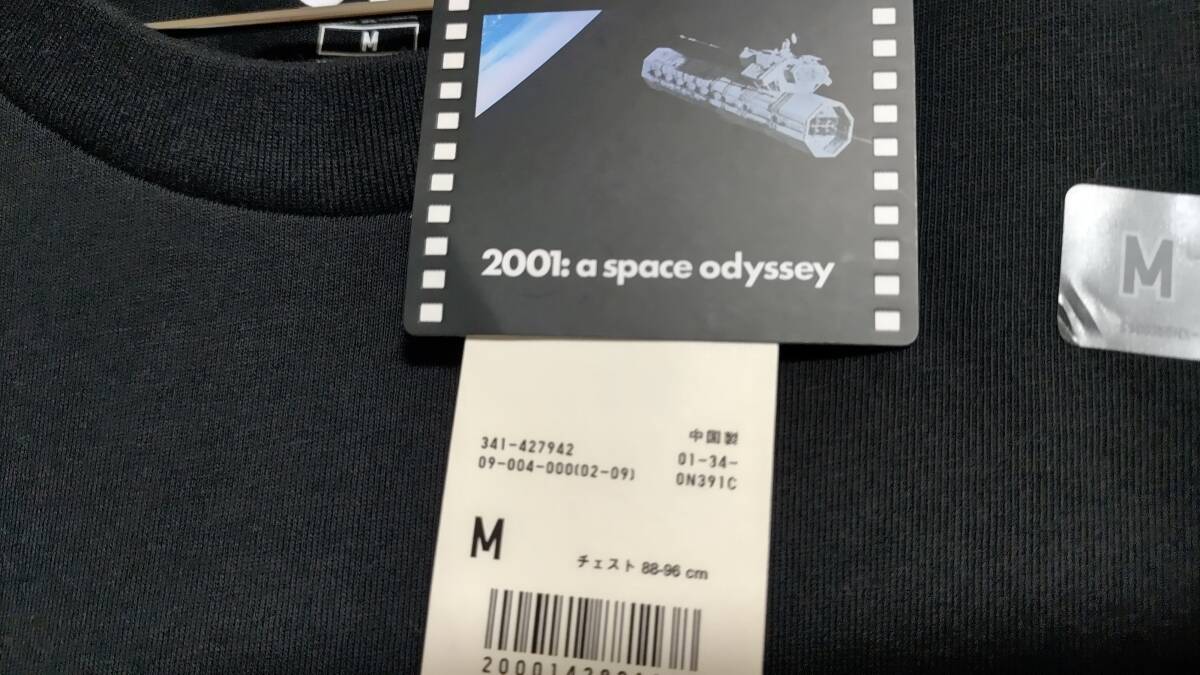 M
2001: a space odyssey
M
341-427942
09-004-000(02-09)
中国製
01-34-
0N391C
M
チェスト 88-96 cm